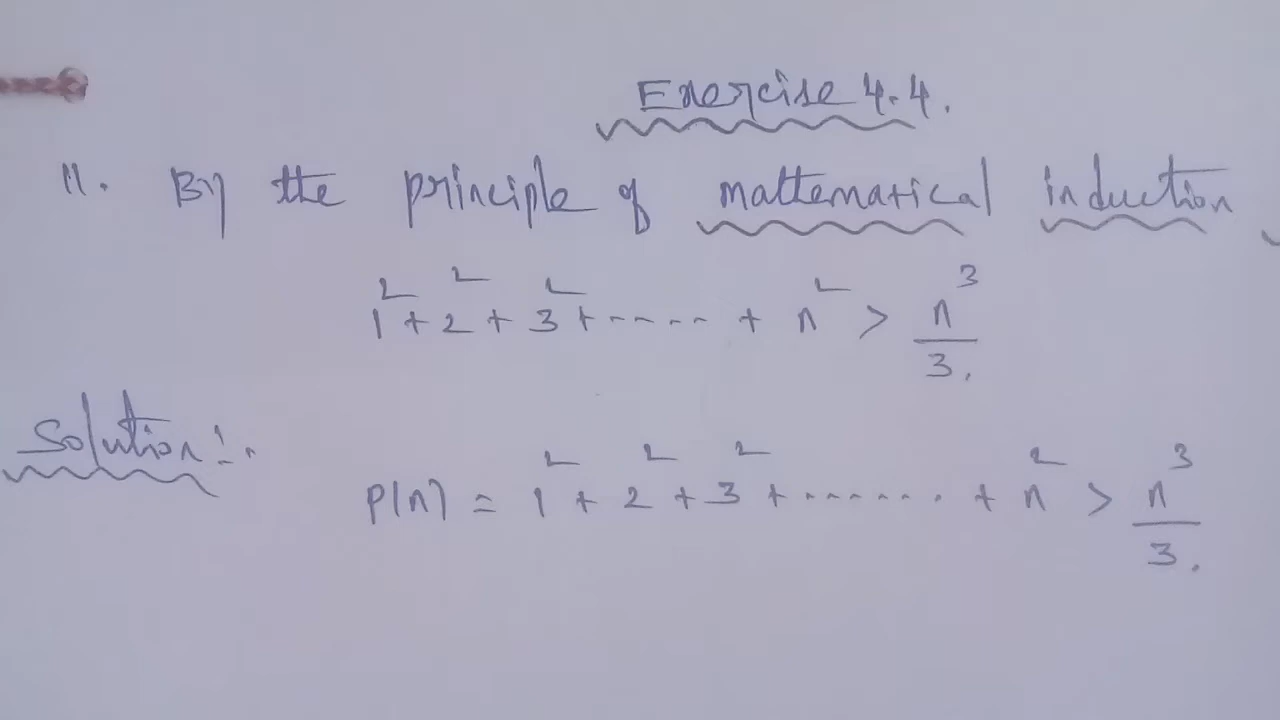 Exercise 4.4.
11. By the principle of mathematical induction
1² + 2² + 3² + ...... + n² > n³/3.
Solution:-
P(n) = 1² + 2² + 3² + ........ + n² > n³/3.